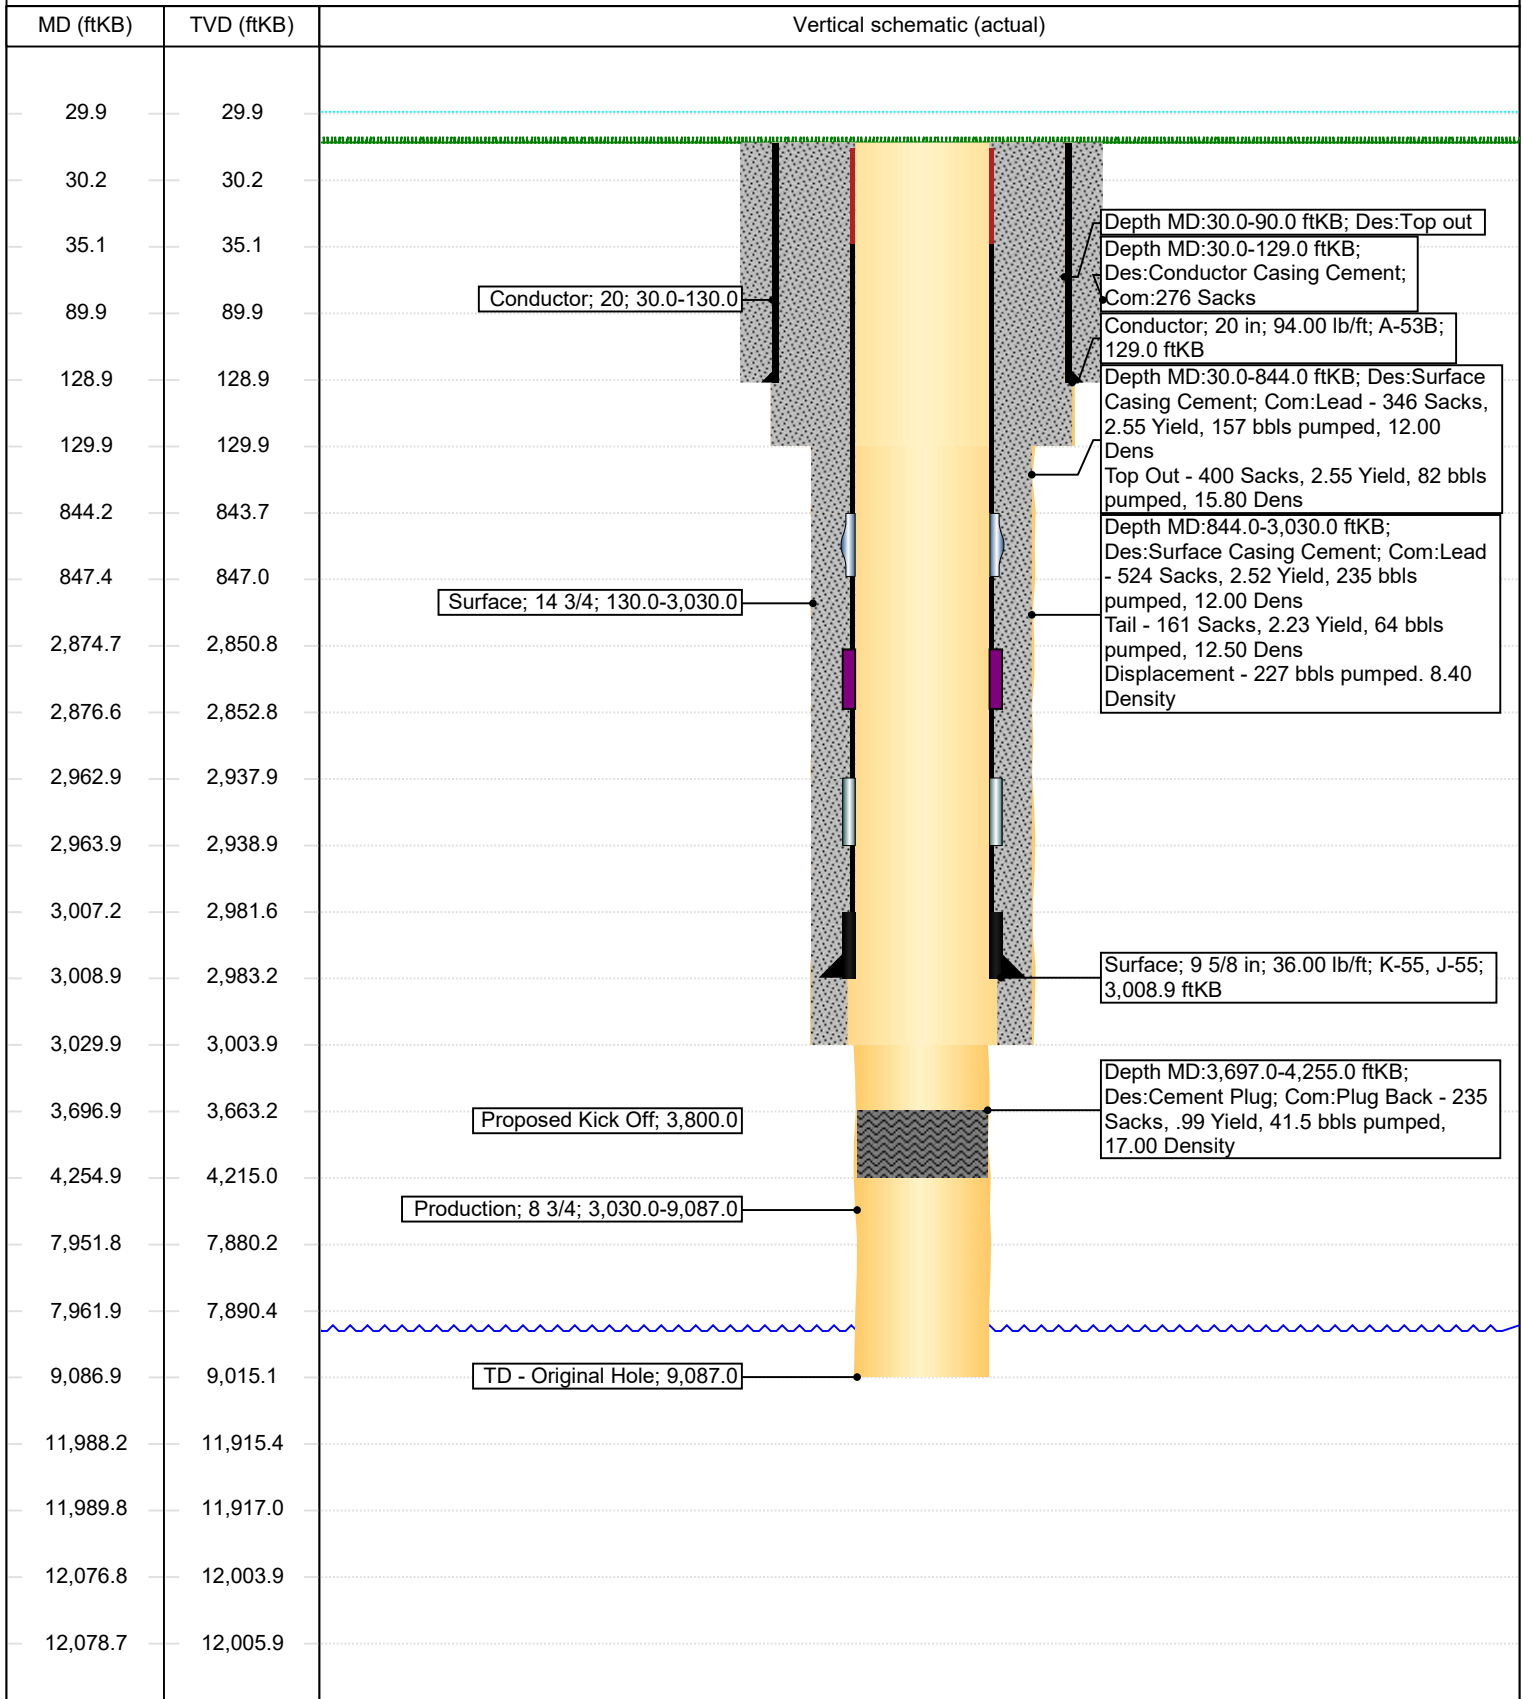 MD (ftKB) TVD (ftKB) Vertical schematic (actual)
29.9 29.9
30.2 30.2
Depth MD:30.0-90.0 ftKB; Des:Top out
35.1 35.1
Depth MD:30.0-129.0 ftKB;
Des:Conductor Casing Cement;
Com:276 Sacks
Conductor; 20; 30.0-130.0
89.9 89.9
Conductor; 20 in; 94.00 lb/ft; A-53B;
129.0 ftKB
128.9 128.9
Depth MD:30.0-844.0 ftKB; Des:Surface
Casing Cement; Com:Lead - 346 Sacks,
2.55 Yield, 157 bbls pumped, 12.00
Dens
Top Out - 400 Sacks, 2.55 Yield, 82 bbls
pumped, 15.80 Dens
129.9 129.9
844.2 843.7
Depth MD:844.0-3,030.0 ftKB;
Des:Surface Casing Cement; Com:Lead
- 524 Sacks, 2.52 Yield, 235 bbls
pumped, 12.00 Dens
Tail - 161 Sacks, 2.23 Yield, 64 bbls
pumped, 12.50 Dens
Displacement - 227 bbls pumped. 8.40
Density
847.4 847.0
Surface; 14 3/4; 130.0-3,030.0
2,874.7 2,850.8
2,876.6 2,852.8
2,962.9 2,937.9
2,963.9 2,938.9
3,007.2 2,981.6
3,008.9 2,983.2
Surface; 9 5/8 in; 36.00 lb/ft; K-55, J-55;
3,008.9 ftKB
3,029.9 3,003.9
Depth MD:3,697.0-4,255.0 ftKB;
Des:Cement Plug; Com:Plug Back - 235
Sacks, .99 Yield, 41.5 bbls pumped,
17.00 Density
3,696.9 3,663.2
Proposed Kick Off; 3,800.0
4,254.9 4,215.0
Production; 8 3/4; 3,030.0-9,087.0
7,951.8 7,880.2
7,961.9 7,890.4
9,086.9 9,015.1
TD - Original Hole; 9,087.0
11,988.2 11,915.4
11,989.8 11,917.0
12,076.8 12,003.9
12,078.7 12,005.9